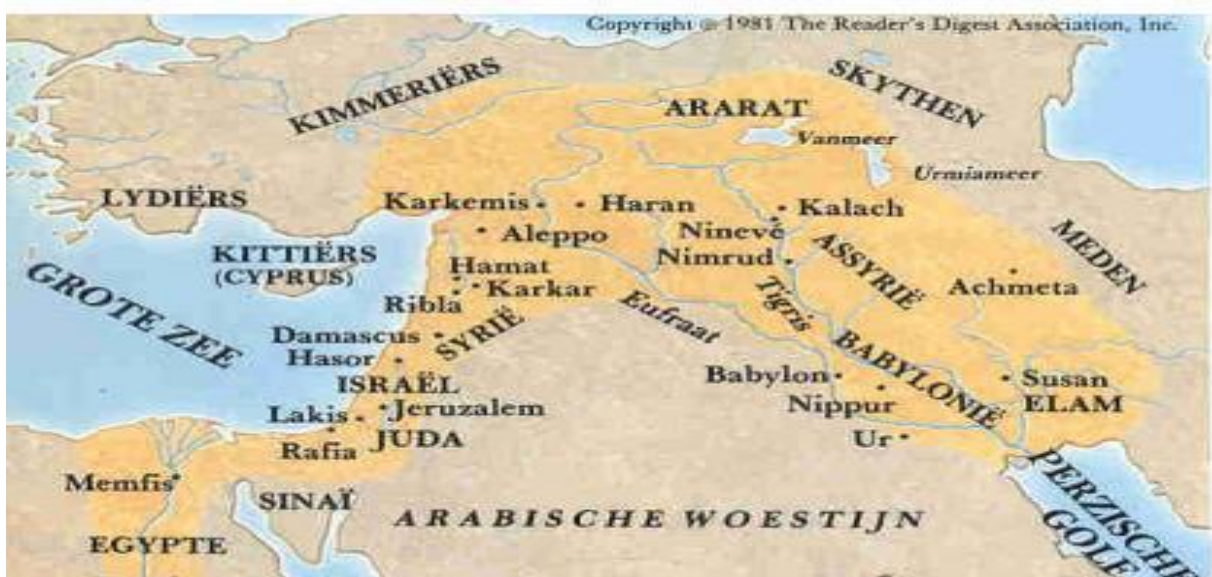 Copyright © 1981 The Reader's Digest Association, Inc.
KIMMERIËRS
SKYTHEN
ARARAT
Vanmeer
Urmiameer
LYDIËRS
Karkemis
Haran
Kalach
Aleppo
Ninevé
MEDEN
KITTIËRS
(CYPRUS)
Hamat
Nimrud
ASSYRIË
GROTE ZEE
Karkar
Ribla
Eufraat
Tigris
Achmeta
Damascus
SYRIË
Hasor
BABYLONIË
ISRAËL
Babylon
Susan
Nippur
ELAM
Lakis
Jeruzalem
Rafia
JUDA
Ur
Memfis
SINAÏ
ARABISCHE WOESTIJN
PERZISCHE
GOLF
EGYPTE